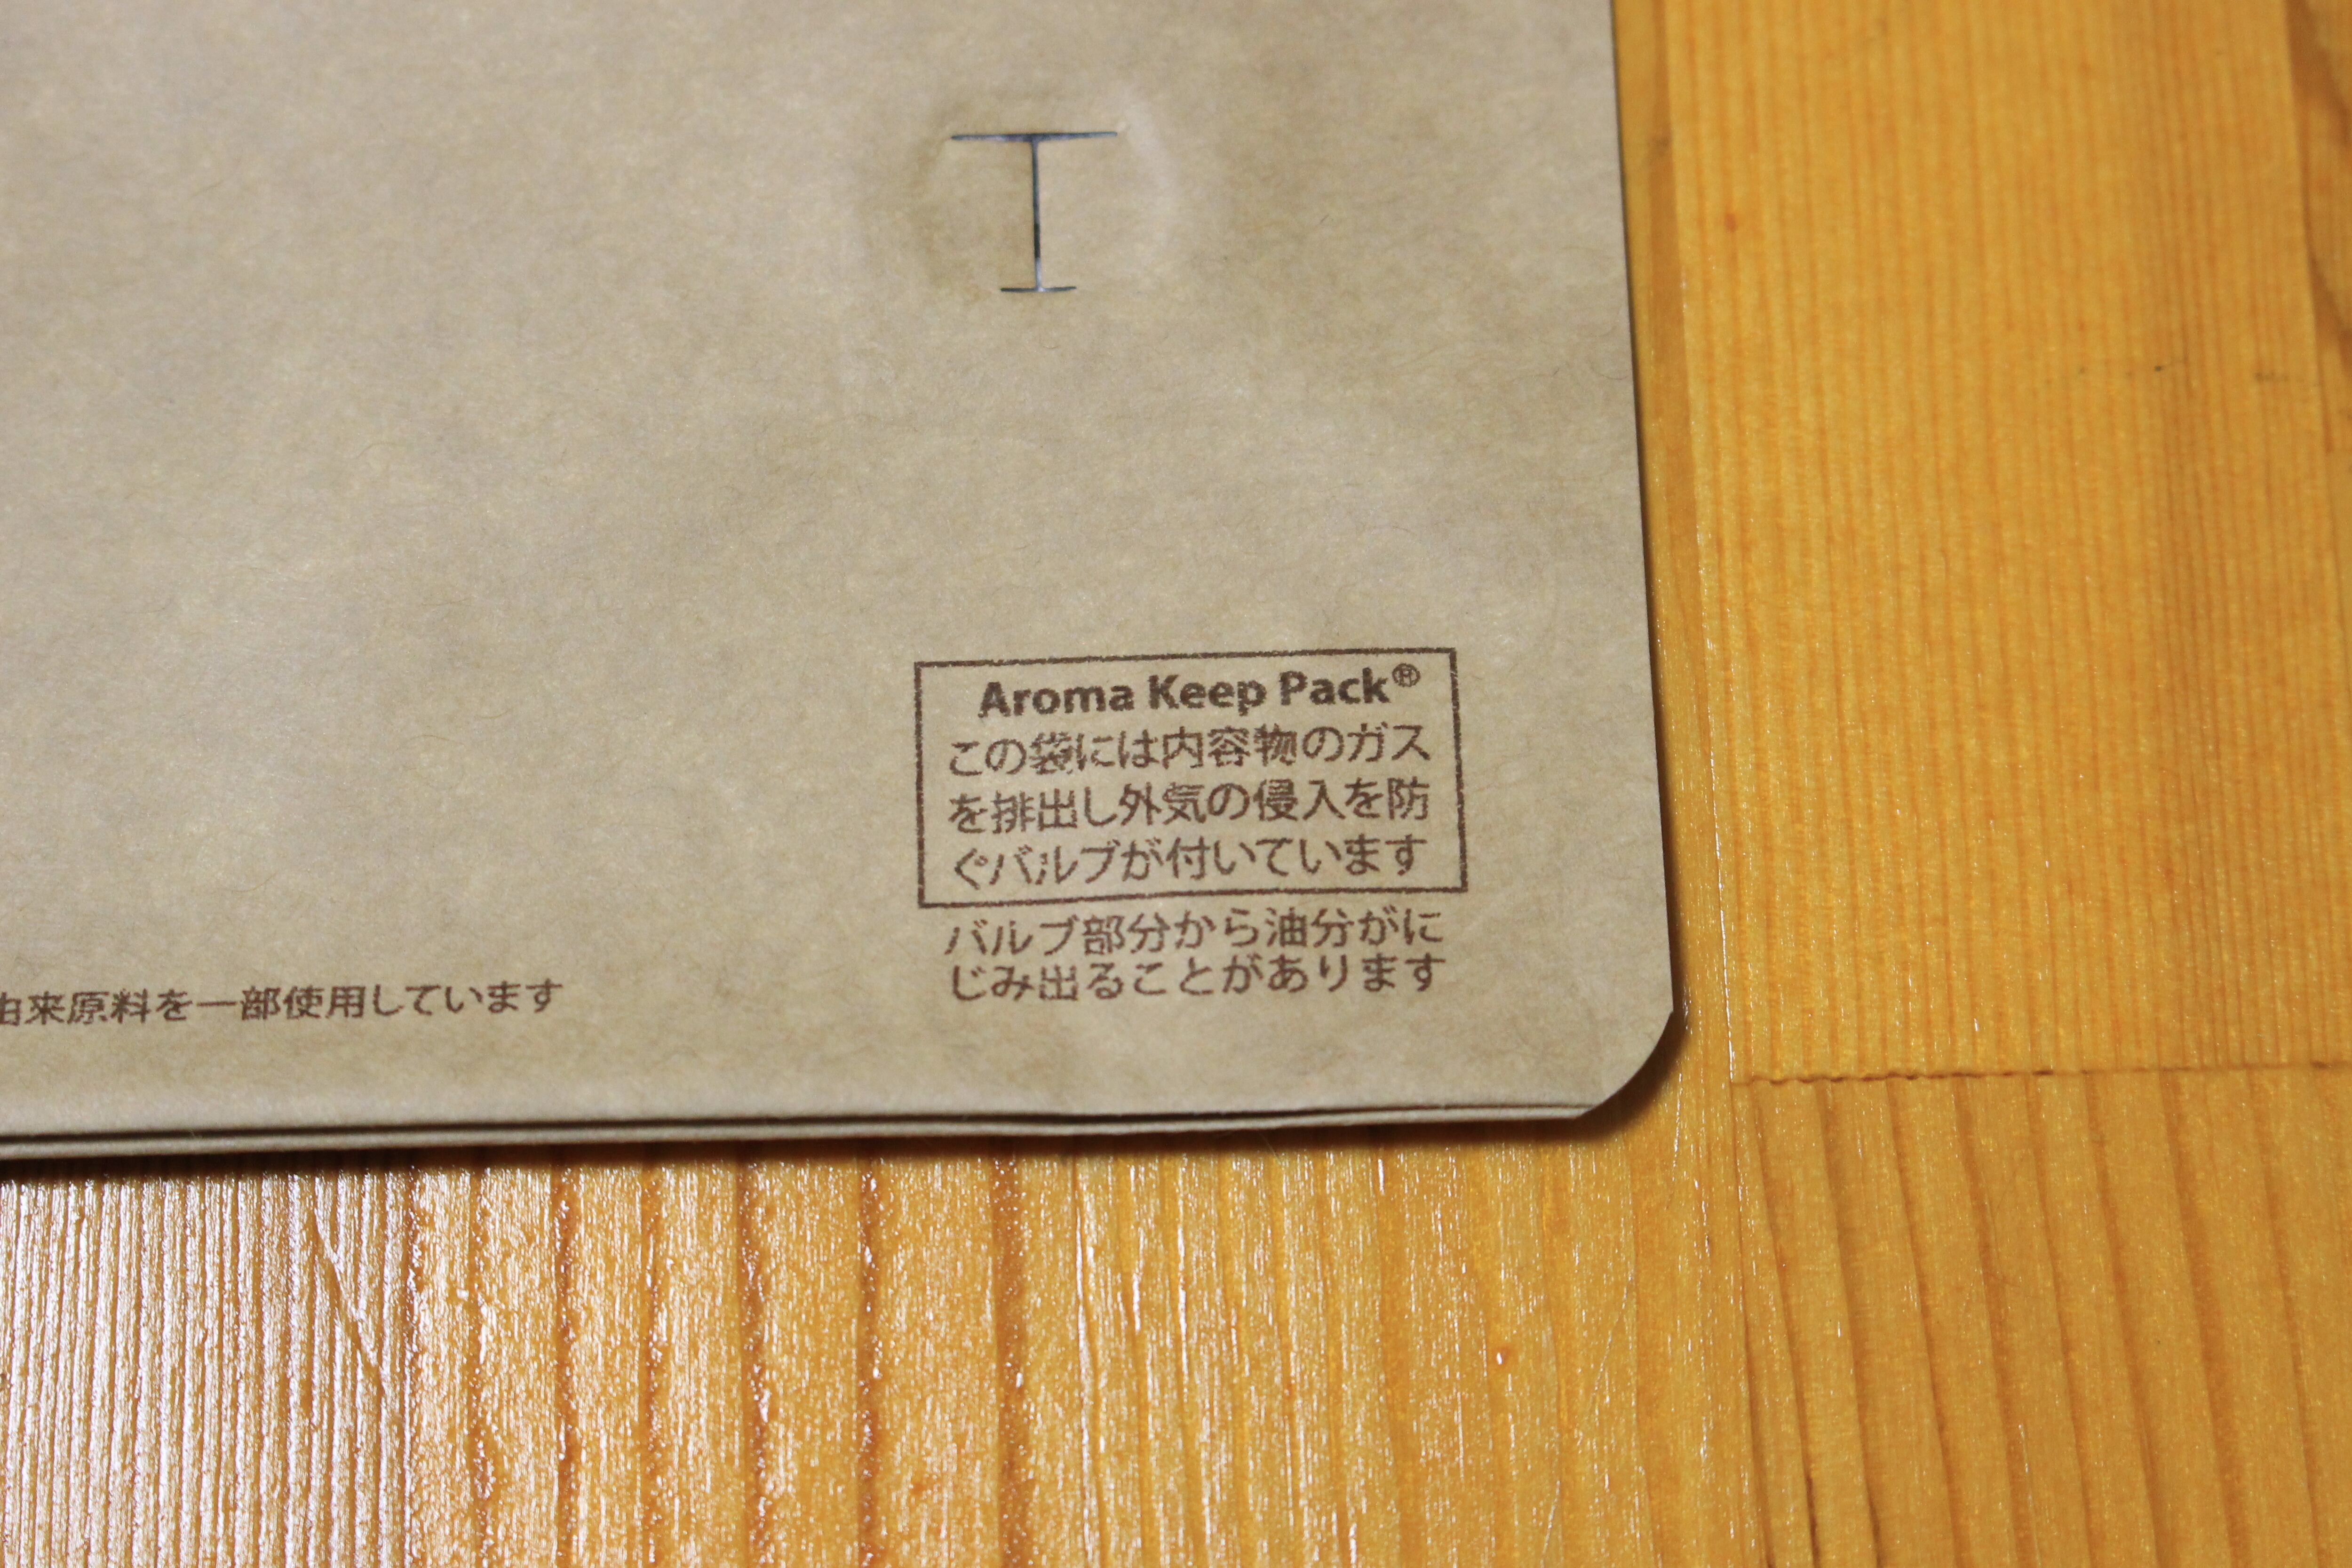 Aroma Keep Pack®
この袋には内容物のガス
を排出し外気の侵入を防
ぐバルブが付いています
バルブ部分から油分がに
じみ出ることがあります
由来原料を一部使用しています